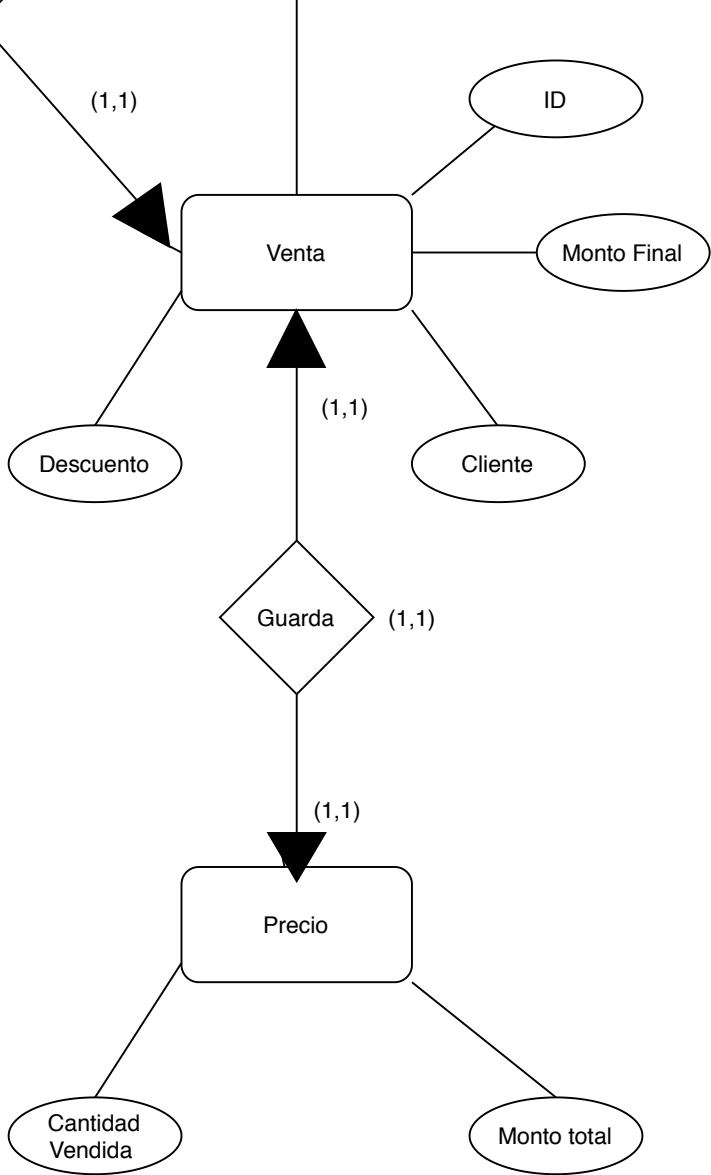 (1,1)
ID
Venta
Monto Final
(1,1)
Descuento
Cliente
Guarda
(1,1)
(1,1)
Precio
Cantidad
Vendida
Monto total